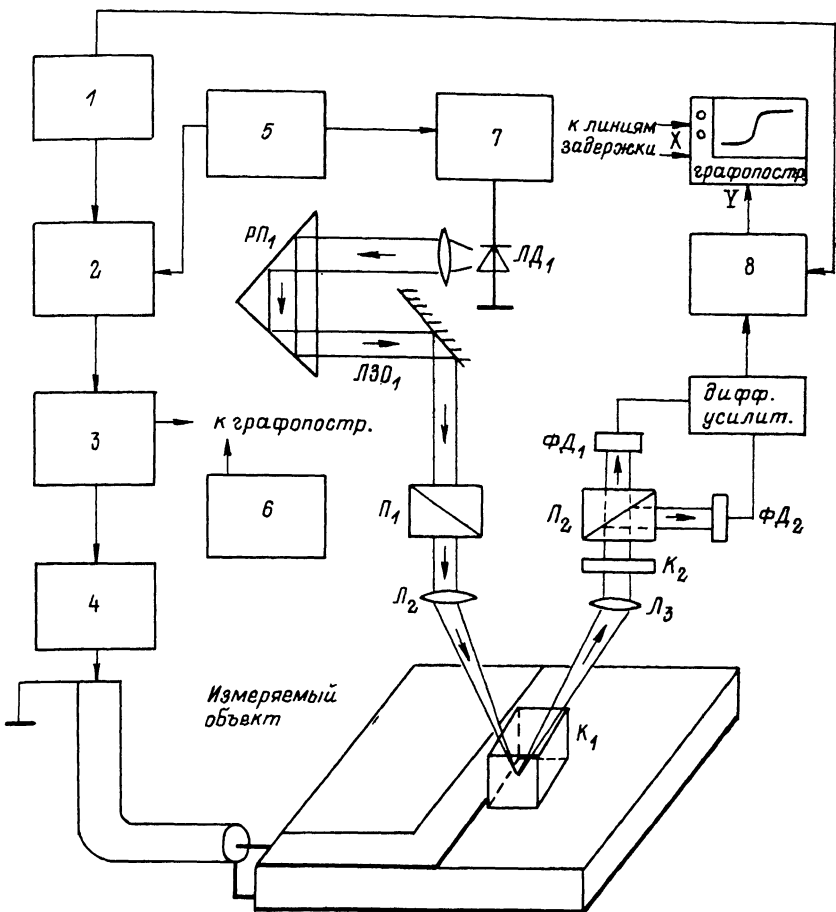 1
5
7
к линиям
задержки
X
графопостр.
Y
2
РП₁
ЛД₁
8
ЛЗО₁
дифф.
усилит.
3
к графопостр.
ФД₁
6
П₁
Л₂
ФД₂
К₂
4
Л₂
Л₃
Измеряемый
объект
К₁